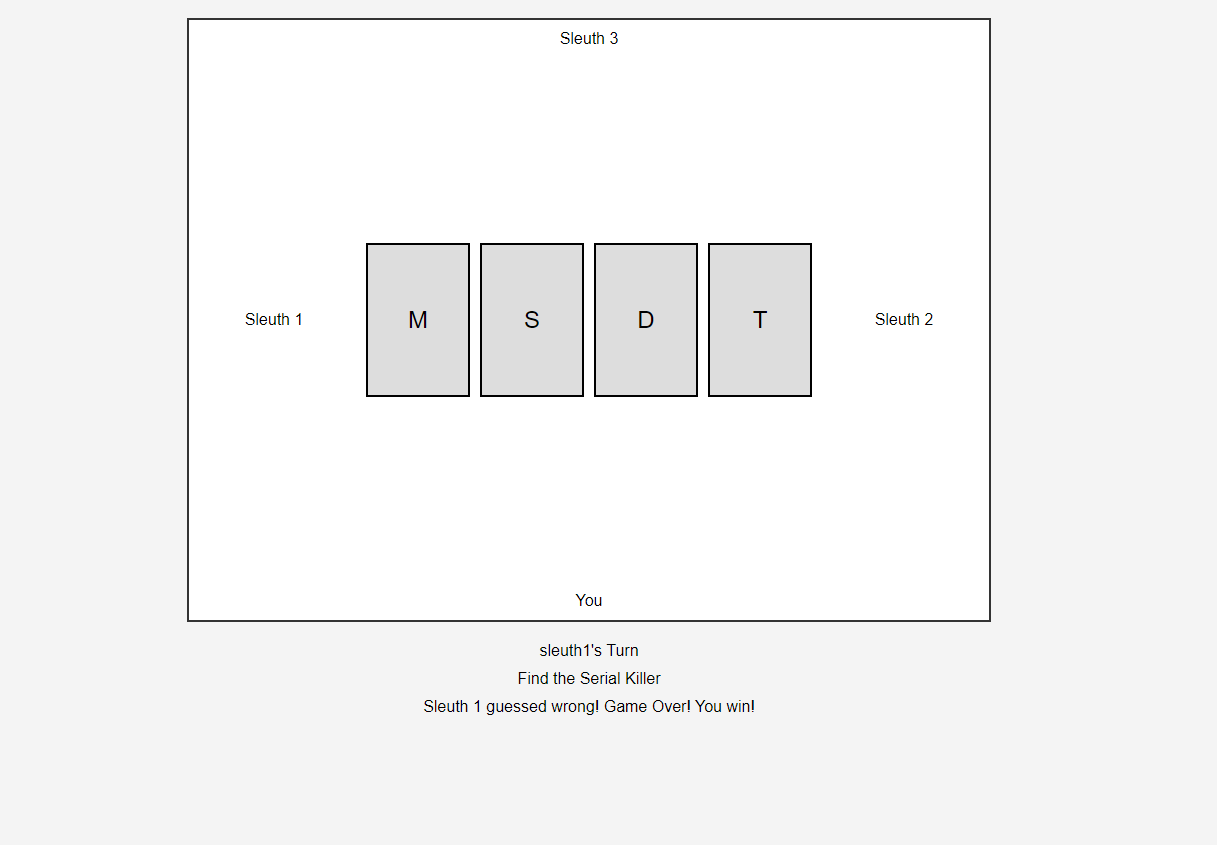 Sleuth 3
Sleuth 1
M
S
D
T
Sleuth 2
You
sleuth1's Turn
Find the Serial Killer
Sleuth 1 guessed wrong! Game Over! You win!